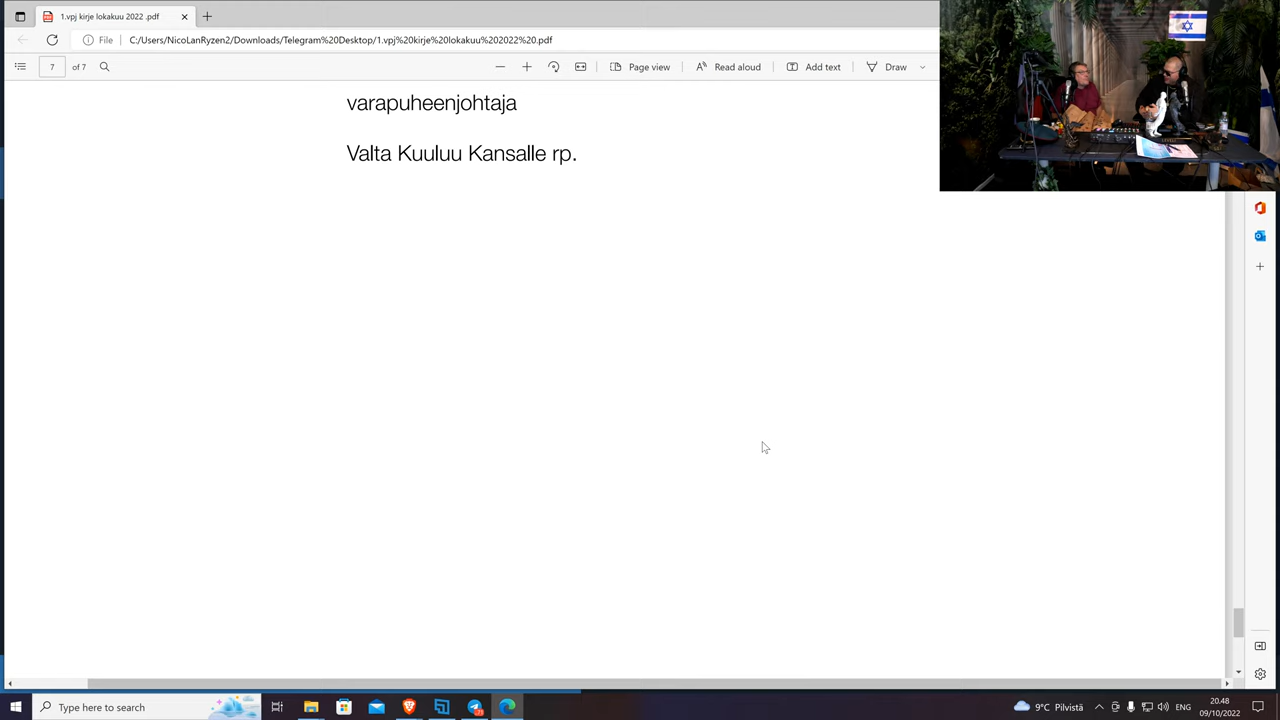 1.vpj kirje lokakuu 2022 .pdf
File
C:/Users/NicoLanRyzen2/Downloads/Telegram%20Desktop/1.vpj%20kirje%20lokakuu%202022%20.pdf
7 of 7
Page view
Read aloud
Add text
Draw
varapuheenjohtaja
Valta Kuuluu Kansalle rp.
Type here to search
9°C Pilvistä
ENG
20.48
09/10/2022